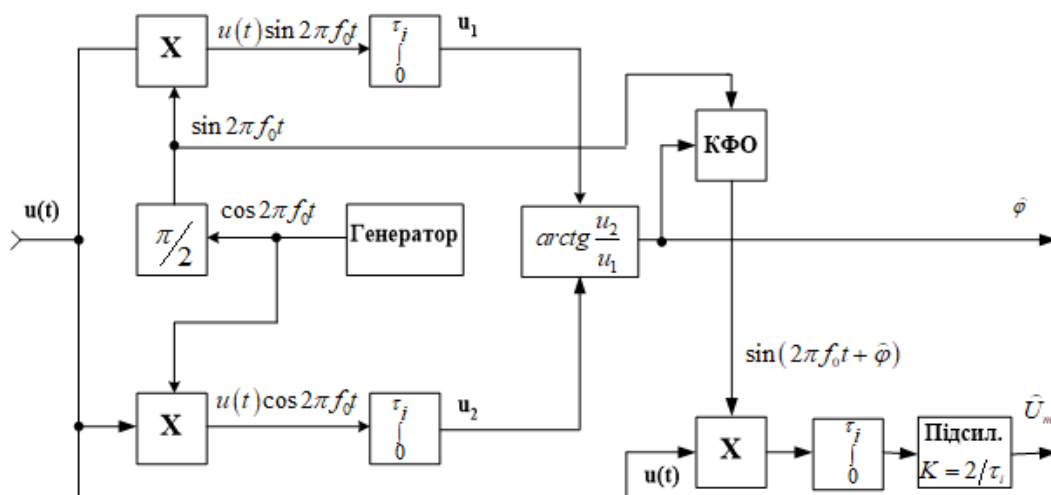 X
u(t)sin 2πf₀t
τᵢ
∫
0
u₁
sin 2πf₀t
КФО
u(t)
π/2
cos 2πf₀t
Генератор
arctg u₂/u₁
φ̂
sin(2πf₀t + φ̂)
X
u(t)cos 2πf₀t
τᵢ
∫
0
u₂
u(t)
X
τᵢ
∫
0
Підсил.
K = 2/τᵢ
Ûₘ